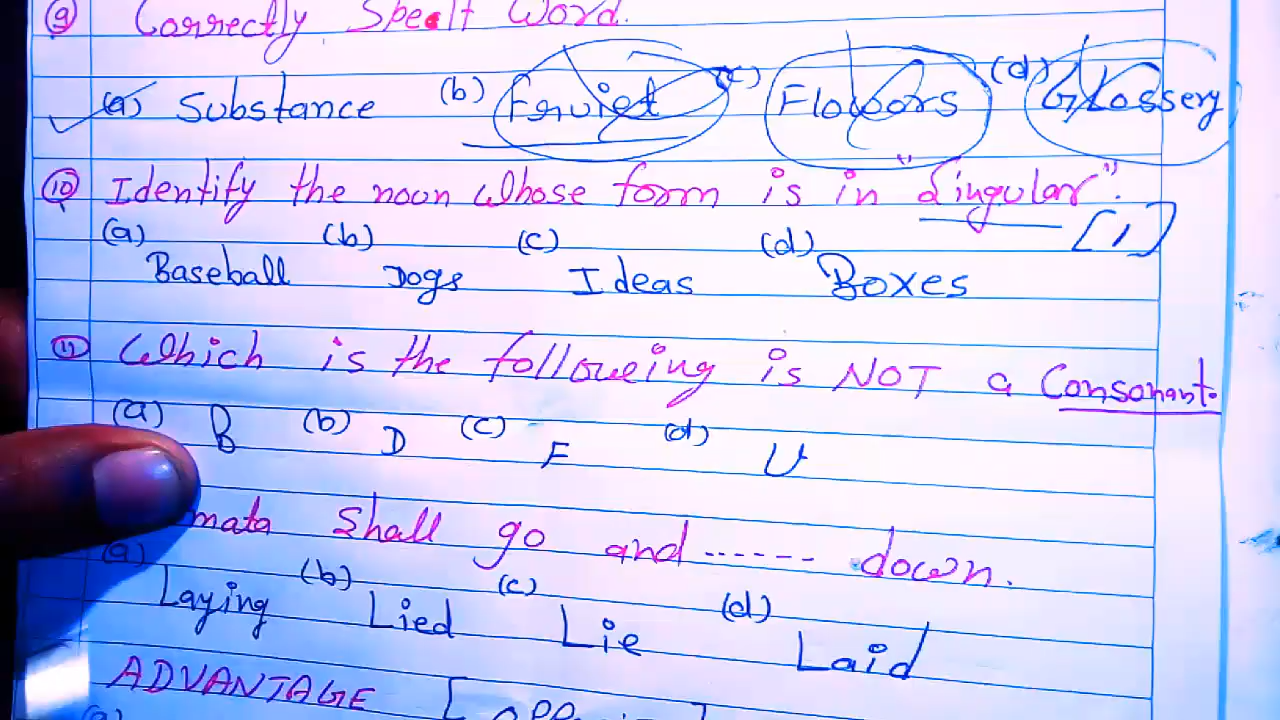 9 Correctly Spelt Word.
(a) Substance (b) Fruiet (c) Flowars (d) Glossery
10 Identify the noun whose form is in "Singular". [1]
(a) (b) (c) (d)
Baseball Dogs Ideas Boxes
11 Which is the following is NOT a Consonant.
(a) B (b) D (c) F (d) U
mata shall go and ------ down.
(a) Laying (b) Lied (c) Lie (d) Laid
ADVANTAGE
(a)